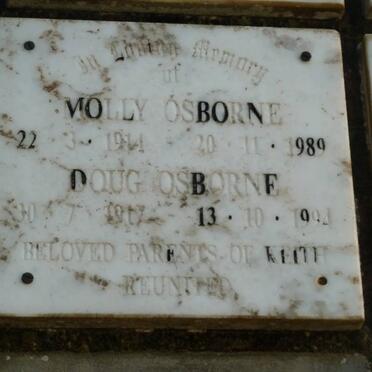 In Loving Memory
of
MOLLY OSBORNE
22 · 3 · 1914 20 · 11 · 1989
DOUG OSBORNE
30 · 7 · 1917 13 · 10 · 1994
BELOVED PARENTS OF KEITH
REUNITED